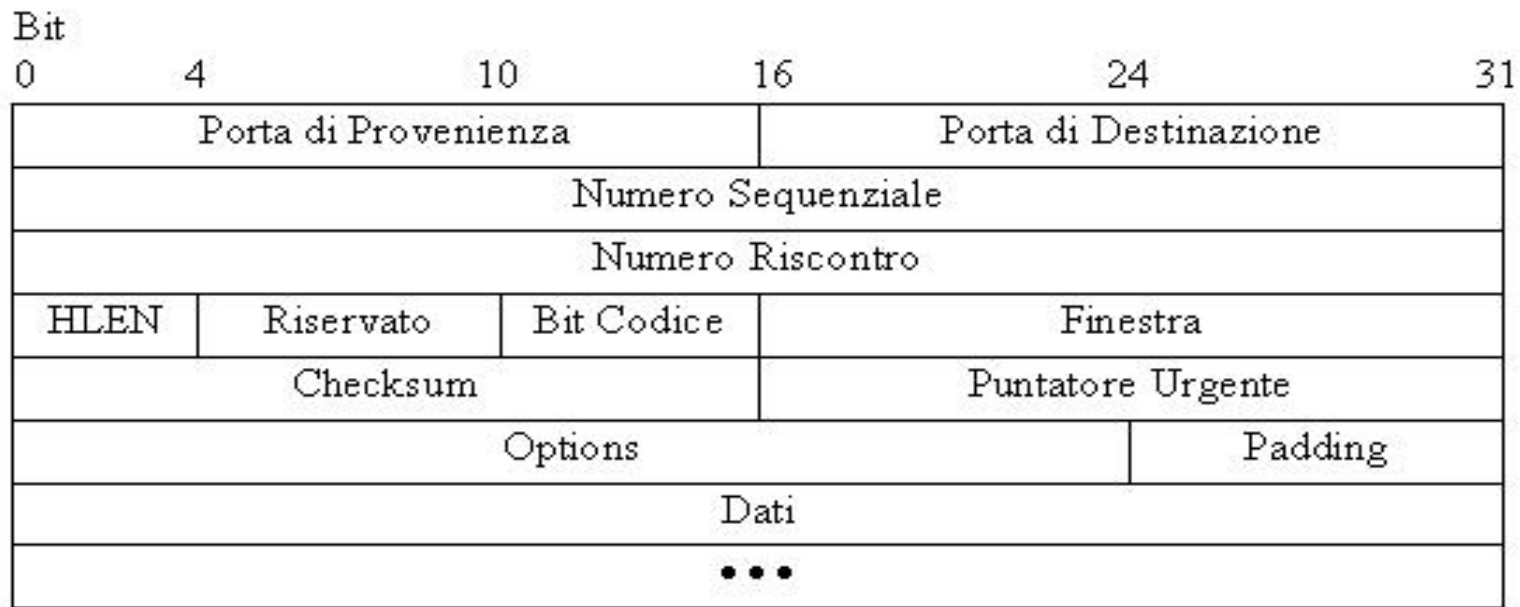 Bit
0 4 10 16 24 31
Porta di Provenienza Porta di Destinazione
Numero Sequenziale
Numero Riscontro
HLEN Riservato Bit Codice Finestra
Checksum Puntatore Urgente
Options Padding
Dati
•••